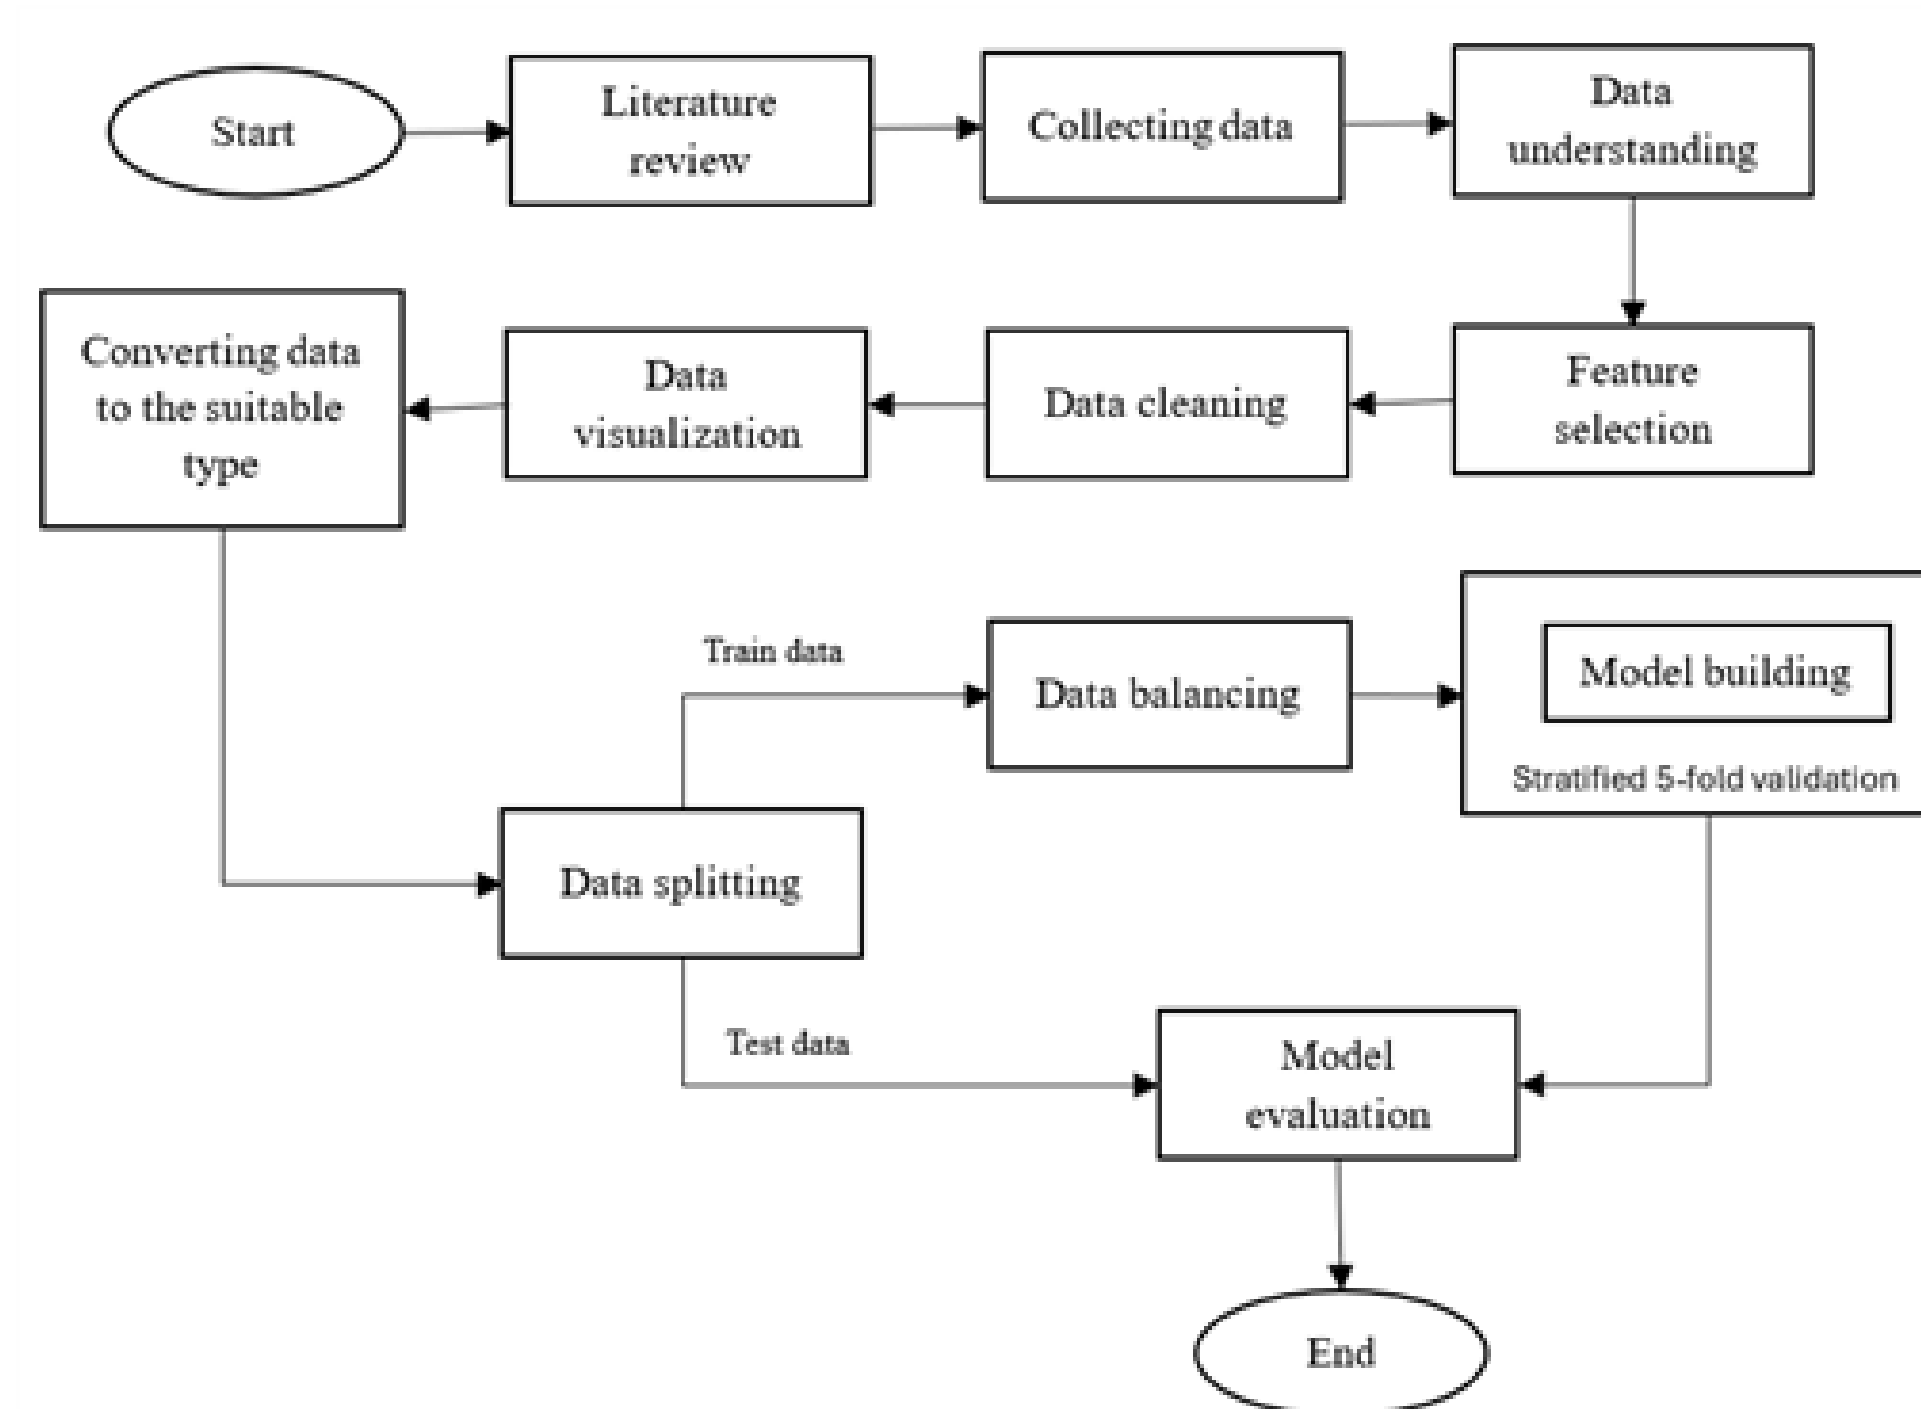 Start
Literature
review
Collecting data
Data
understanding
Converting data
to the suitable
type
Data
visualization
Data cleaning
Feature
selection
Train data
Data balancing
Model building
Stratified 5-fold validation
Data splitting
Test data
Model
evaluation
End